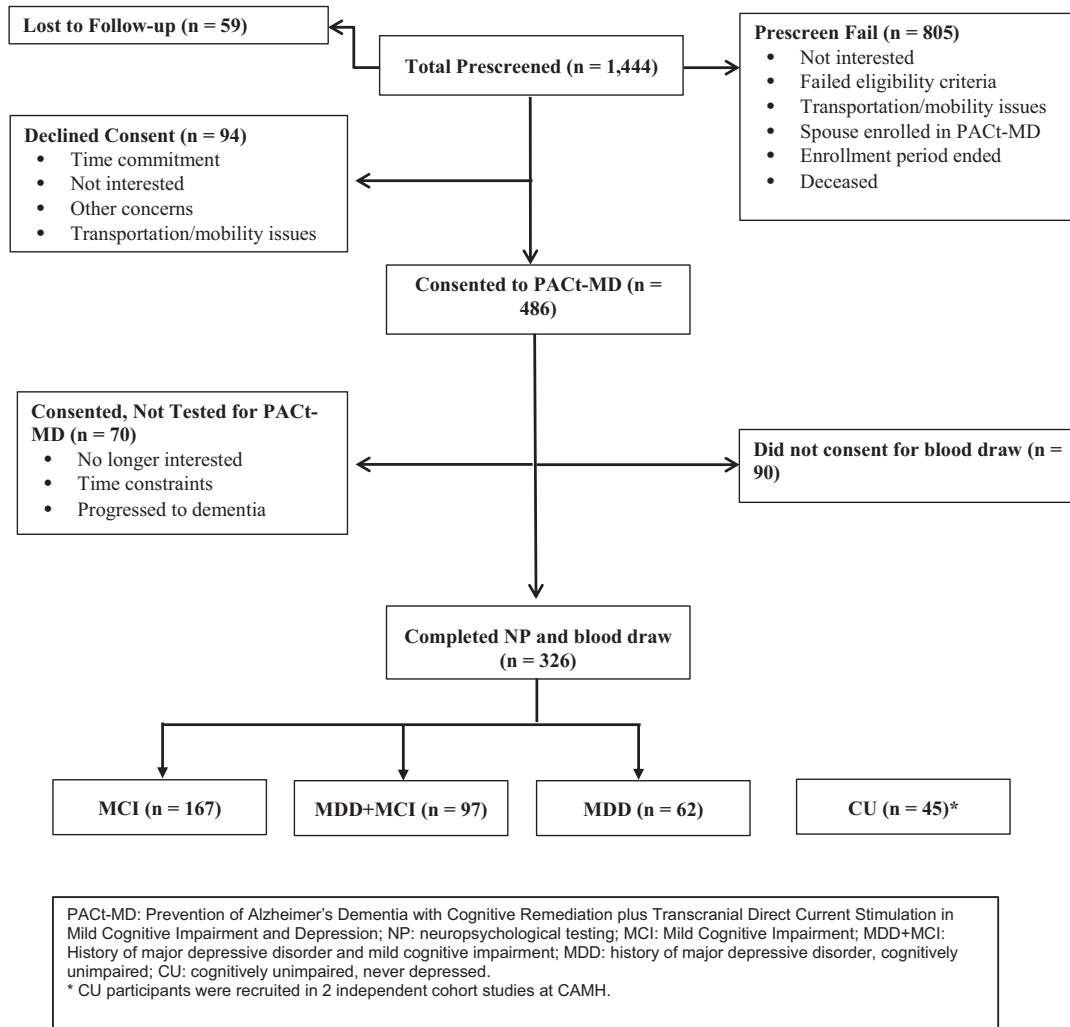 Lost to Follow-up (n = 59)
Total Prescreened (n = 1,444)
Prescreen Fail (n = 805)
• Not interested
• Failed eligibility criteria
• Transportation/mobility issues
• Spouse enrolled in PACt-MD
• Enrollment period ended
• Deceased
Declined Consent (n = 94)
• Time commitment
• Not interested
• Other concerns
• Transportation/mobility issues
Consented to PACt-MD (n =
486)
Consented, Not Tested for PACt-
MD (n = 70)
• No longer interested
• Time constraints
• Progressed to dementia
Did not consent for blood draw (n =
90)
Completed NP and blood draw
(n = 326)
MCI (n = 167)
MDD+MCI (n = 97)
MDD (n = 62)
CU (n = 45)*
PACt-MD: Prevention of Alzheimer's Dementia with Cognitive Remediation plus Transcranial Direct Current Stimulation in
Mild Cognitive Impairment and Depression; NP: neuropsychological testing; MCI: Mild Cognitive Impairment; MDD+MCI:
History of major depressive disorder and mild cognitive impairment; MDD: history of major depressive disorder, cognitively
unimpaired; CU: cognitively unimpaired, never depressed.
* CU participants were recruited in 2 independent cohort studies at CAMH.